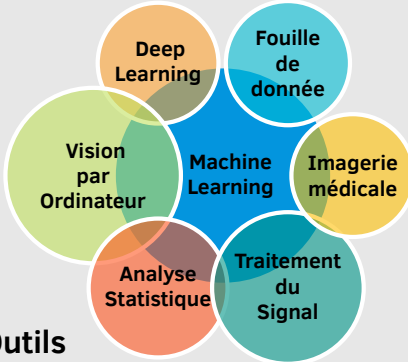 Deep
Learning
Fouille
de
donnée
Vision
par
Ordinateur
Machine
Learning
Imagerie
médicale
Analyse
Statistique
Traitement
du
Signal
Outils